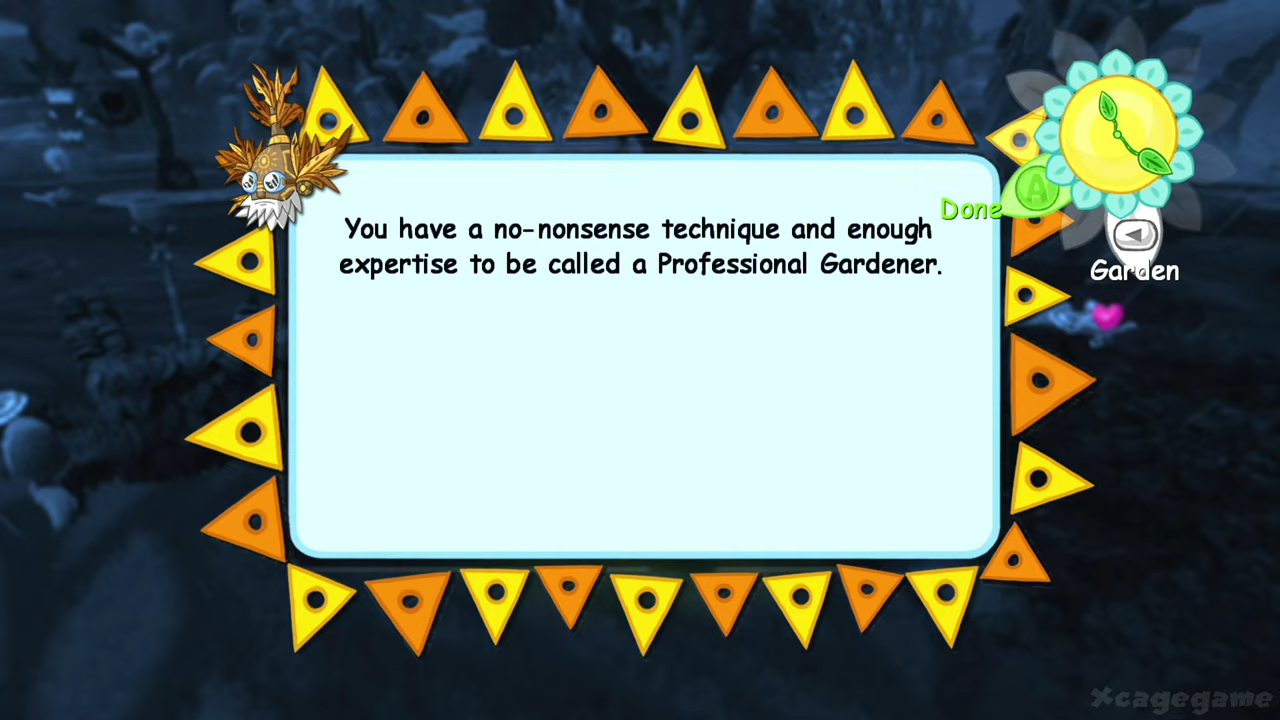 You have a no-nonsense technique and enough
expertise to be called a Professional Gardener.
Done
A
Garden
Xcagegame